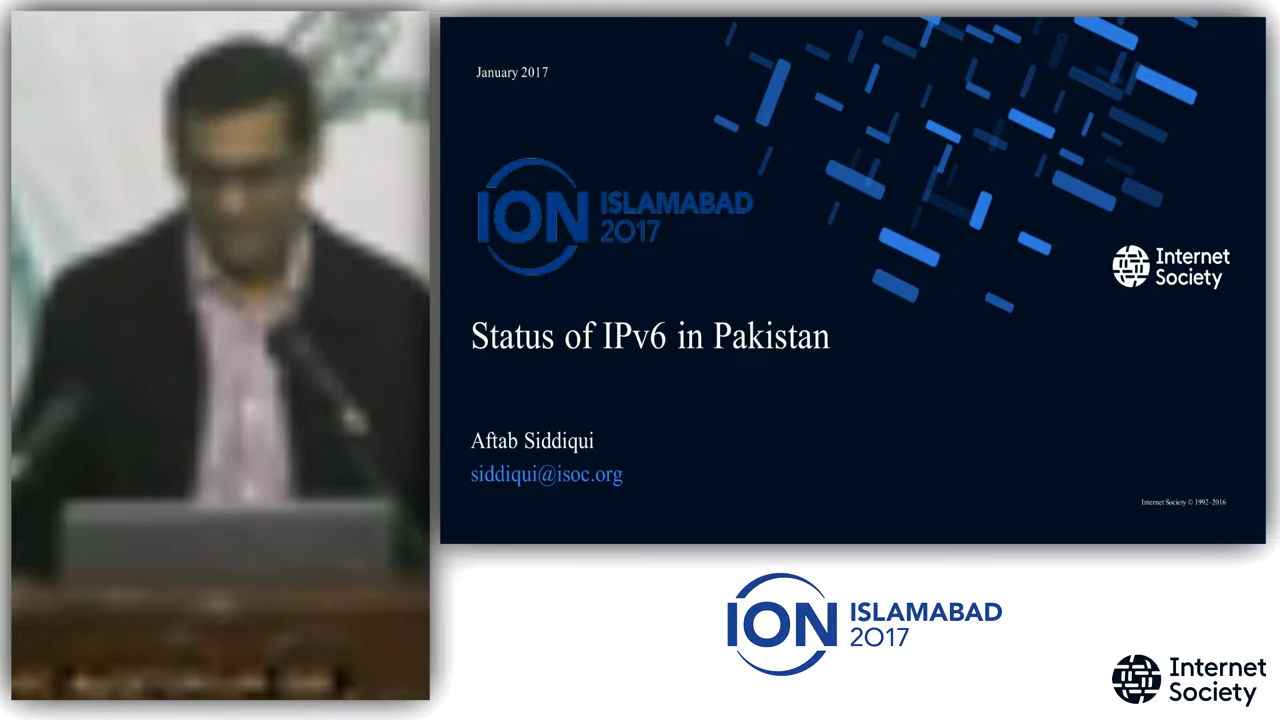 January 2017
ION ISLAMABAD
2017
Internet
Society
Status of IPv6 in Pakistan
Aftab Siddiqui
siddiqui@isoc.org
Internet Society © 1992–2016
ION ISLAMABAD
2017
Internet
Society